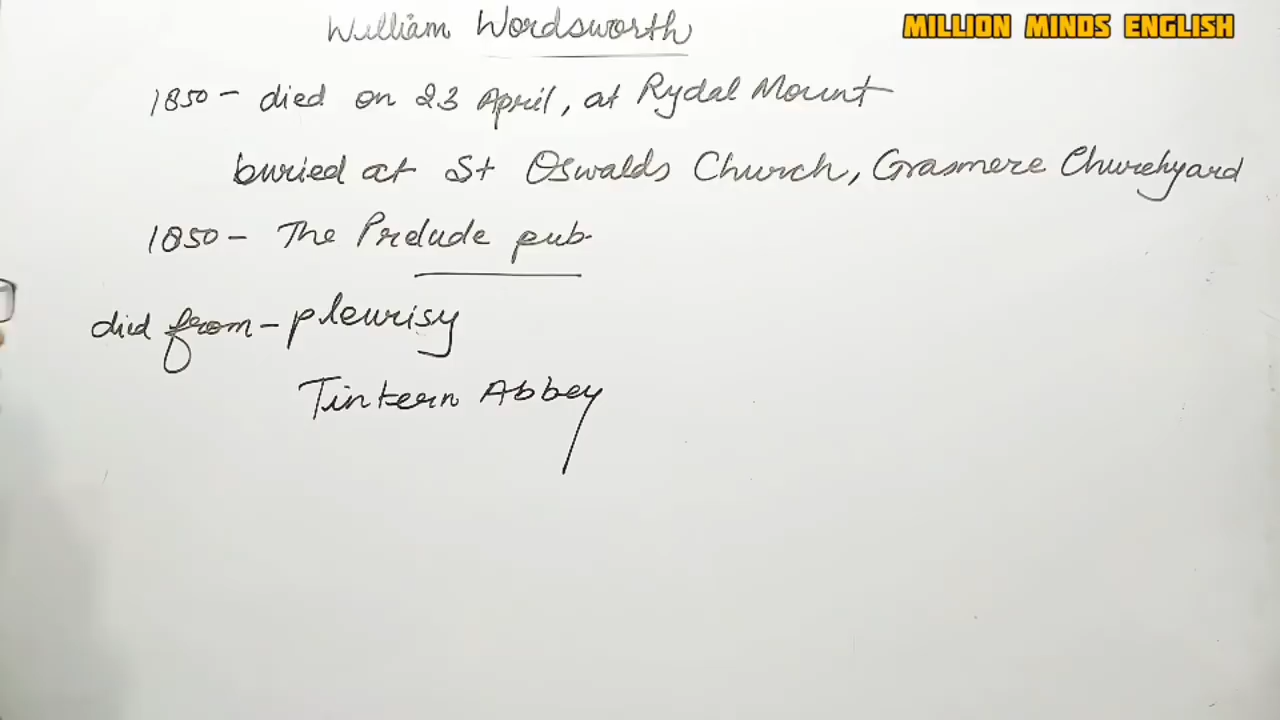 William Wordsworth
MILLION MINDS ENGLISH
1850 - died on 23 April, at Rydal Mount
buried at St Oswalds Church, Grasmere Churchyard
1850 - The Prelude pub.
died from - pleurisy
Tintern Abbey